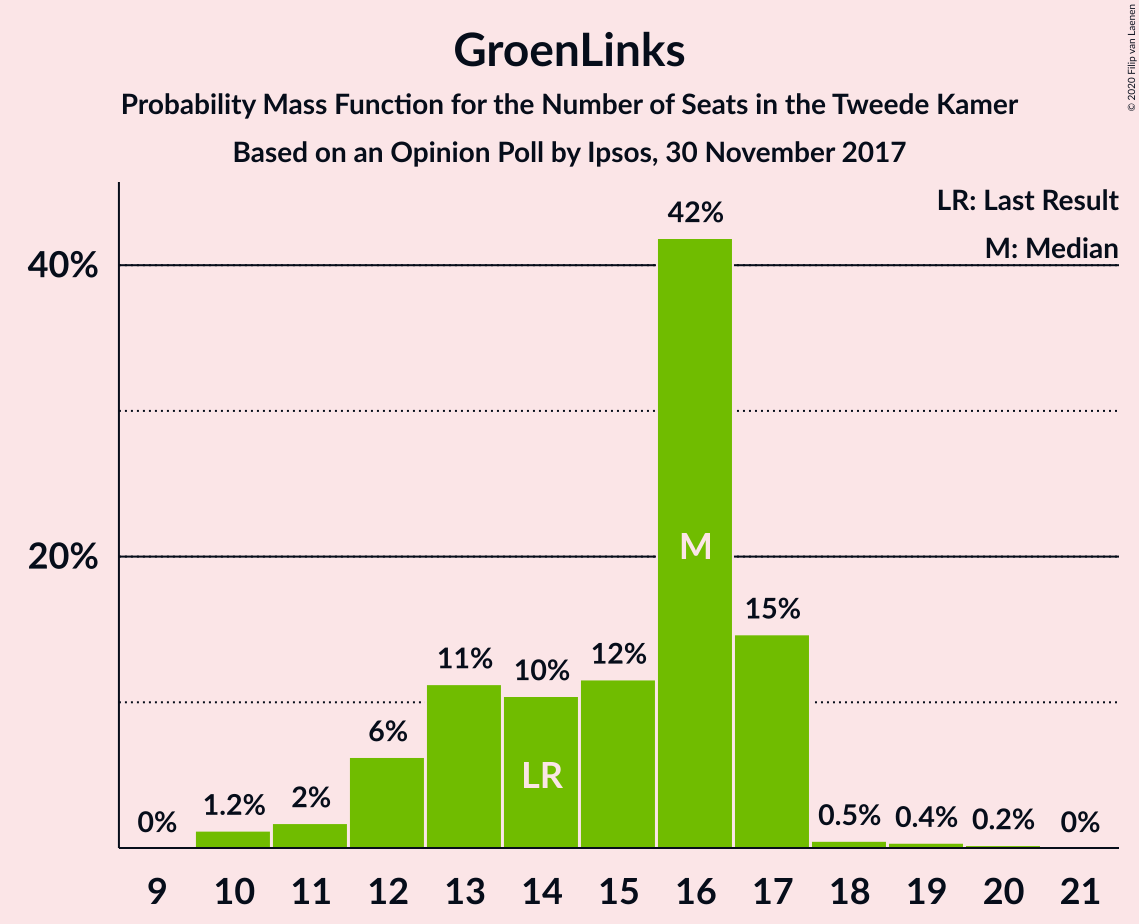 GroenLinks
Probability Mass Function for the Number of Seats in the Tweede Kamer
Based on an Opinion Poll by Ipsos, 30 November 2017
© 2020 Filip van Laenen
LR: Last Result
M: Median
40%
20%
0%
1.2%
2%
6%
11%
10%
12%
42%
15%
0.5%
0.4%
0.2%
0%
LR
M
9 10 11 12 13 14 15 16 17 18 19 20 21